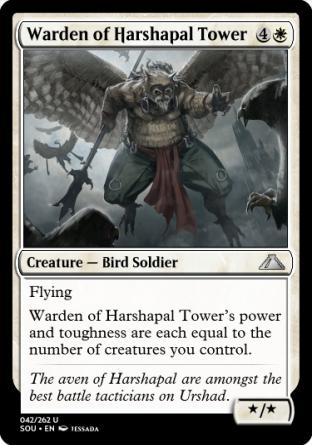 Warden of Harshapal Tower 4
Creature — Bird Soldier
Flying
Warden of Harshapal Tower's power
and toughness are each equal to the
number of creatures you control.
The aven of Harshapal are amongst the
best battle tacticians on Urshad.
★/★
042/262 U
SOU • EN JESSADA